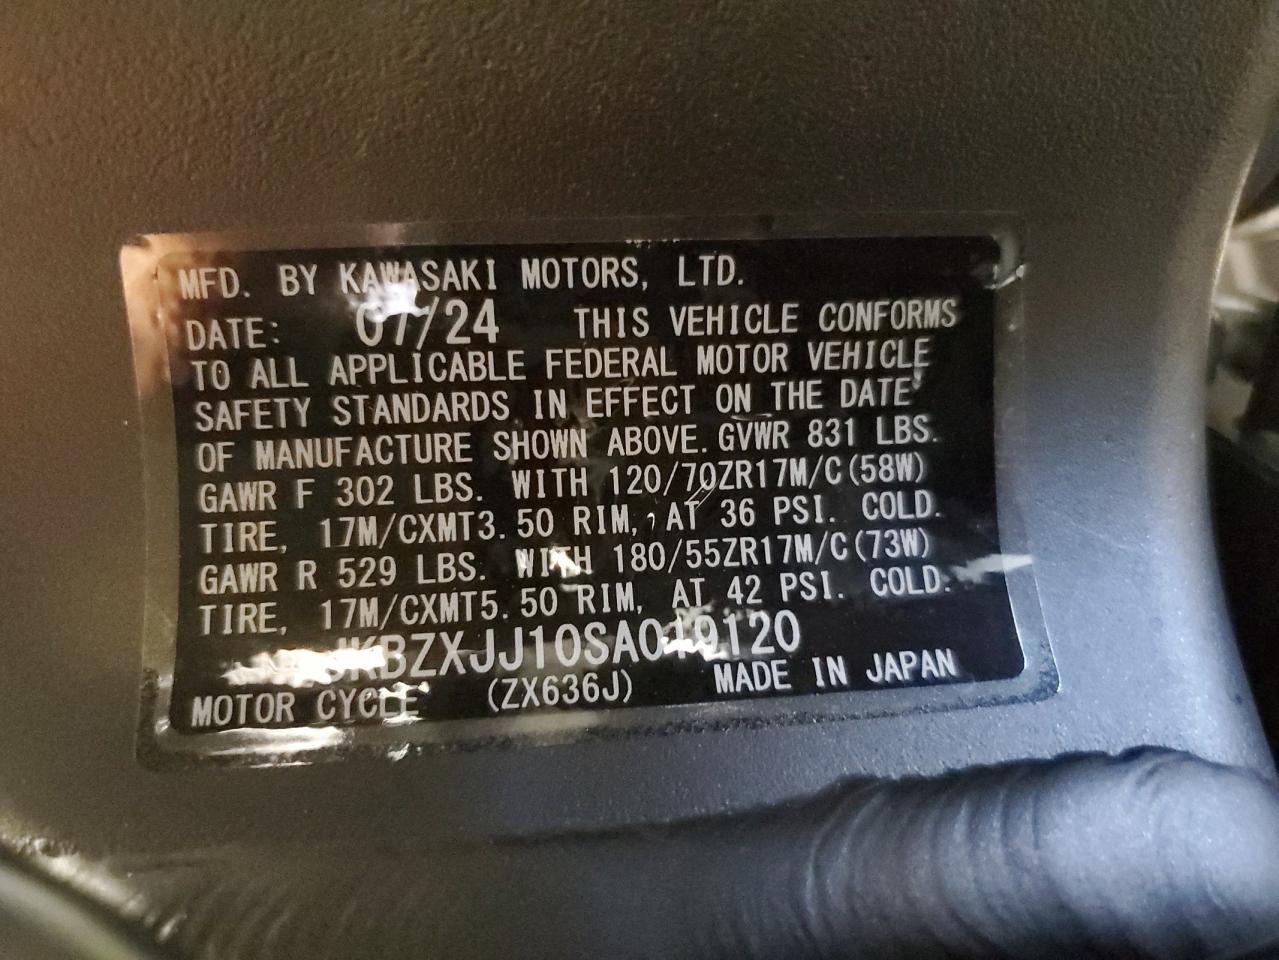 MFD. BY KAWASAKI MOTORS, LTD.
DATE: 07/24 THIS VEHICLE CONFORMS
TO ALL APPLICABLE FEDERAL MOTOR VEHICLE
SAFETY STANDARDS IN EFFECT ON THE DATE
OF MANUFACTURE SHOWN ABOVE. GVWR 831 LBS.
GAWR F 302 LBS. WITH 120/70ZR17M/C(58W)
TIRE, 17M/CXMT3.50 RIM, AT 36 PSI. COLD.
GAWR R 529 LBS. WITH 180/55ZR17M/C(73W)
TIRE, 17M/CXMT5.50 RIM, AT 42 PSI. COLD.
JKBZXJJ10SA019120
MOTOR CYCLE (ZX636J) MADE IN JAPAN